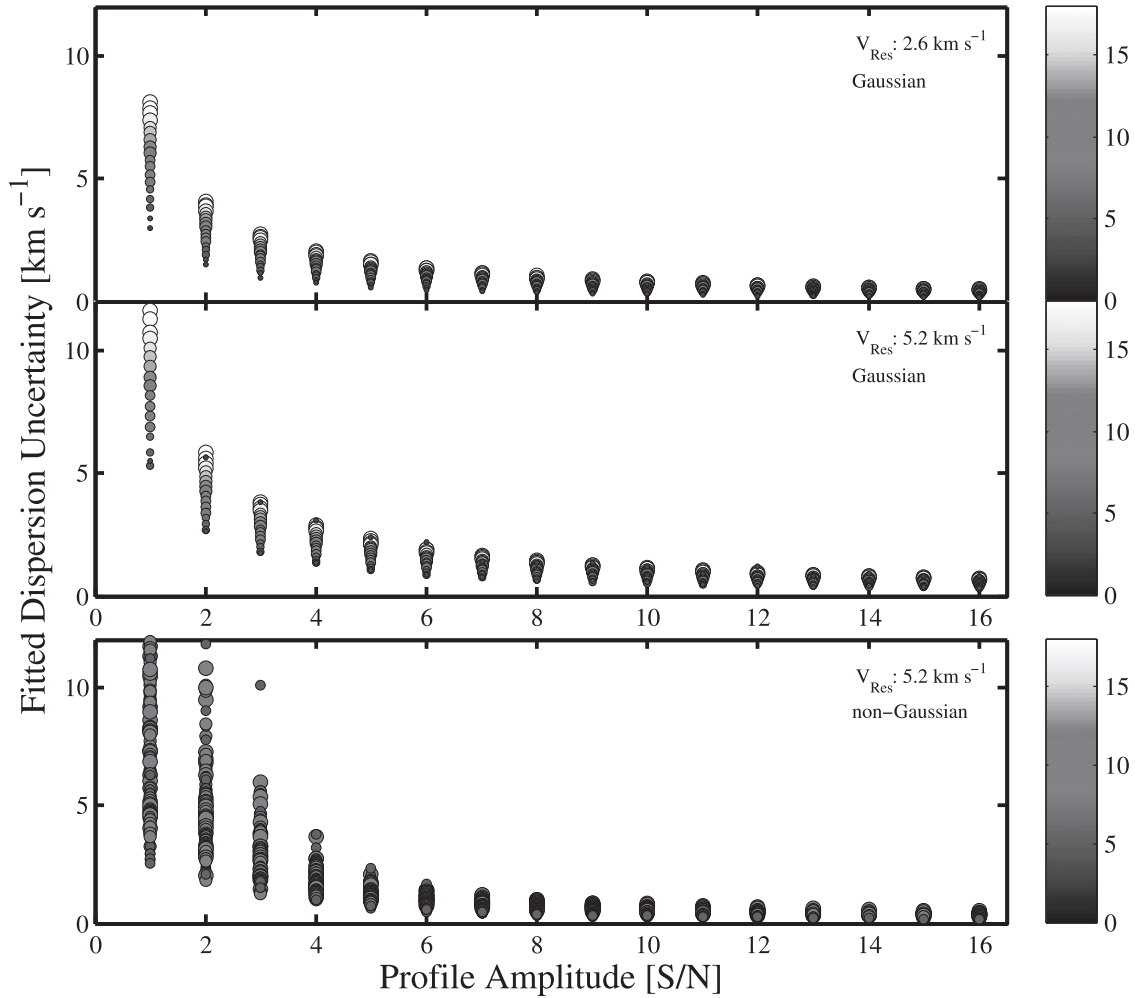 Fitted Dispersion Uncertainty [km s⁻¹]
10
5
0
V_Res: 2.6 km s⁻¹
Gaussian
15
10
5
0
10
5
0
V_Res: 5.2 km s⁻¹
Gaussian
15
10
5
0
0 2 4 6 8 10 12 14 16
10
5
0
V_Res: 5.2 km s⁻¹
non−Gaussian
15
10
5
0
0 2 4 6 8 10 12 14 16
Profile Amplitude [S/N]